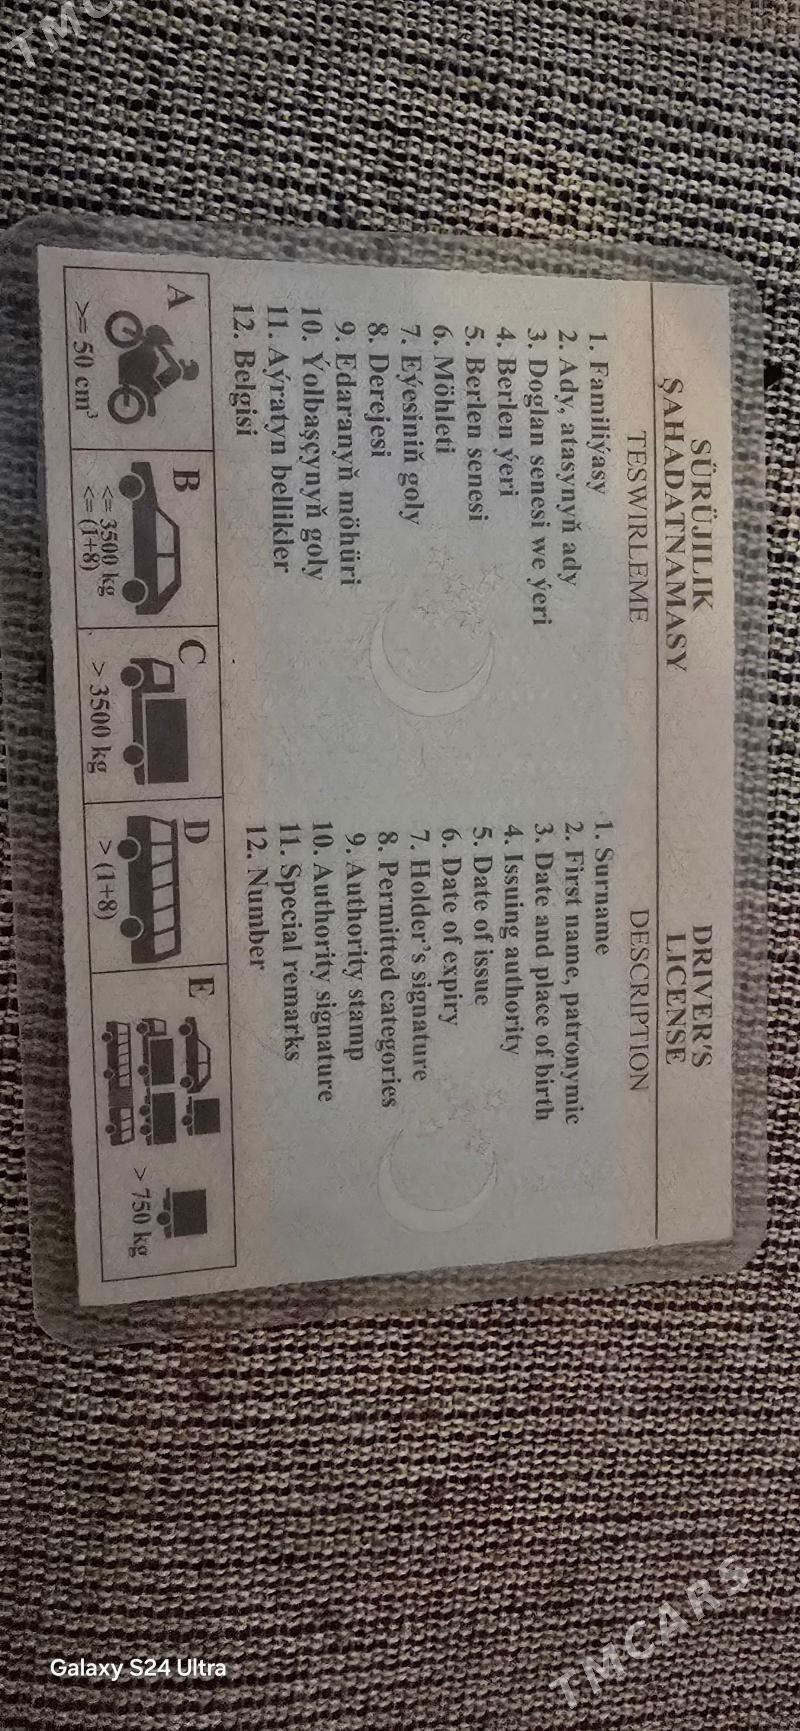 SÜRÜJILIK
ŞAHADATNAMASY
TESWIRLEME
1. Familiýasy
2. Ady, atasynyň ady
3. Doglan senesi we ýeri
4. Berlen ýeri
5. Berlen senesi
6. Möhleti
7. Eýesiniň goly
8. Derejesi
9. Edaranyň möhüri
10. Ýolbaşçynyň goly
11. Aýratyn bellikler
12. Belgisi
DRIVER'S
LICENSE
DESCRIPTION
1. Surname
2. First name, patronymic
3. Date and place of birth
4. Issuing authority
5. Date of issue
6. Date of expiry
7. Holder's signature
8. Permitted categories
9. Authority stamp
10. Authority signature
11. Special remarks
12. Number
A
>= 50 cm³
B
<= 3500 kg
<= (1+8)
C
> 3500 kg
D
> (1+8)
E
> 750 kg
Galaxy S24 Ultra
TMCARS